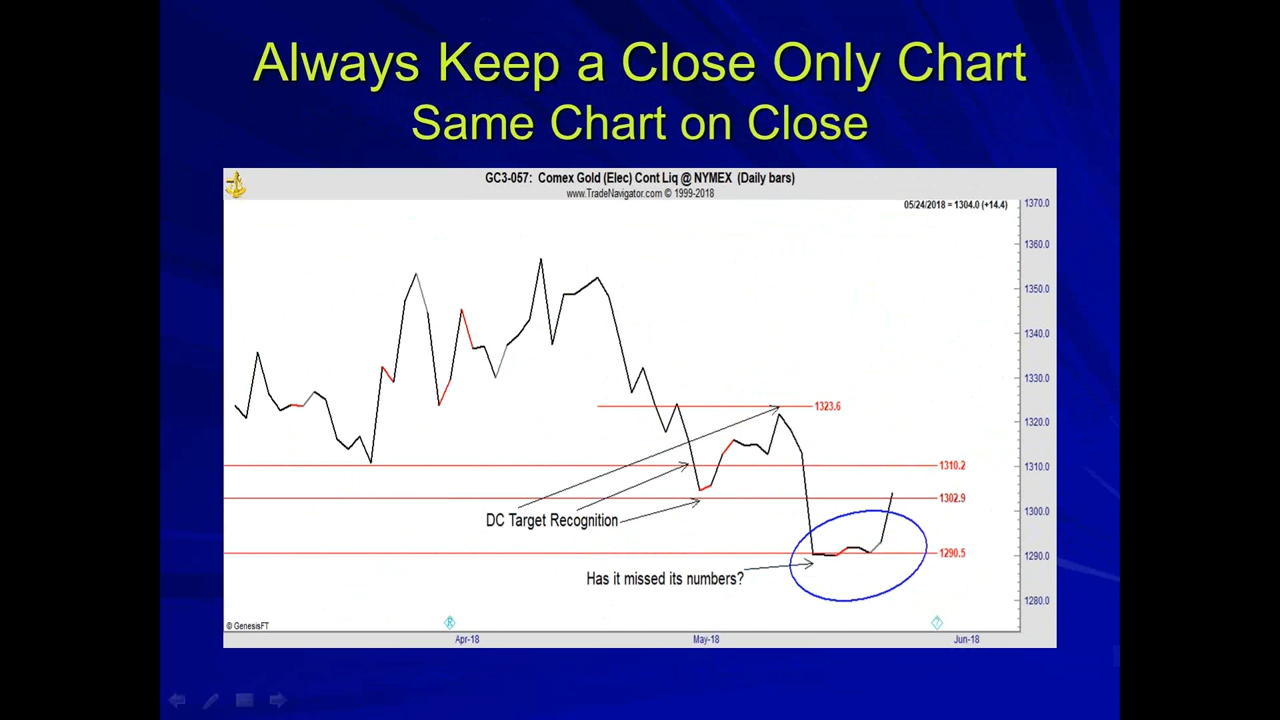 Always Keep a Close Only Chart
Same Chart on Close
GC3-057: Comex Gold (Elec) Cont Liq @ NYMEX (Daily bars)
www.TradeNavigator.com © 1999-2018
05/24/2018 = 1304.0 (+14.4)
1370.0
1360.0
1350.0
1340.0
1330.0
1323.6
1320.0
1310.2
1310.0
1302.9
1300.0
DC Target Recognition
1290.5
1290.0
Has it missed its numbers?
1280.0
R
?
© GenesisFT
Apr-18
May-18
Jun-18